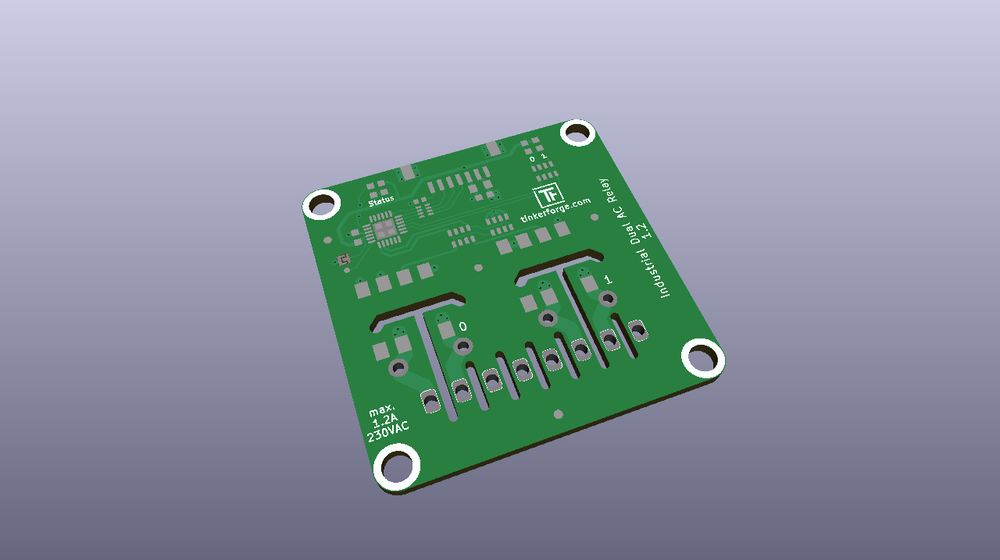 Status
0 1
TF
tinkerforge.com
Industrial Dual AC Relay
1.2
0
1
max.
1.2A
230VAC